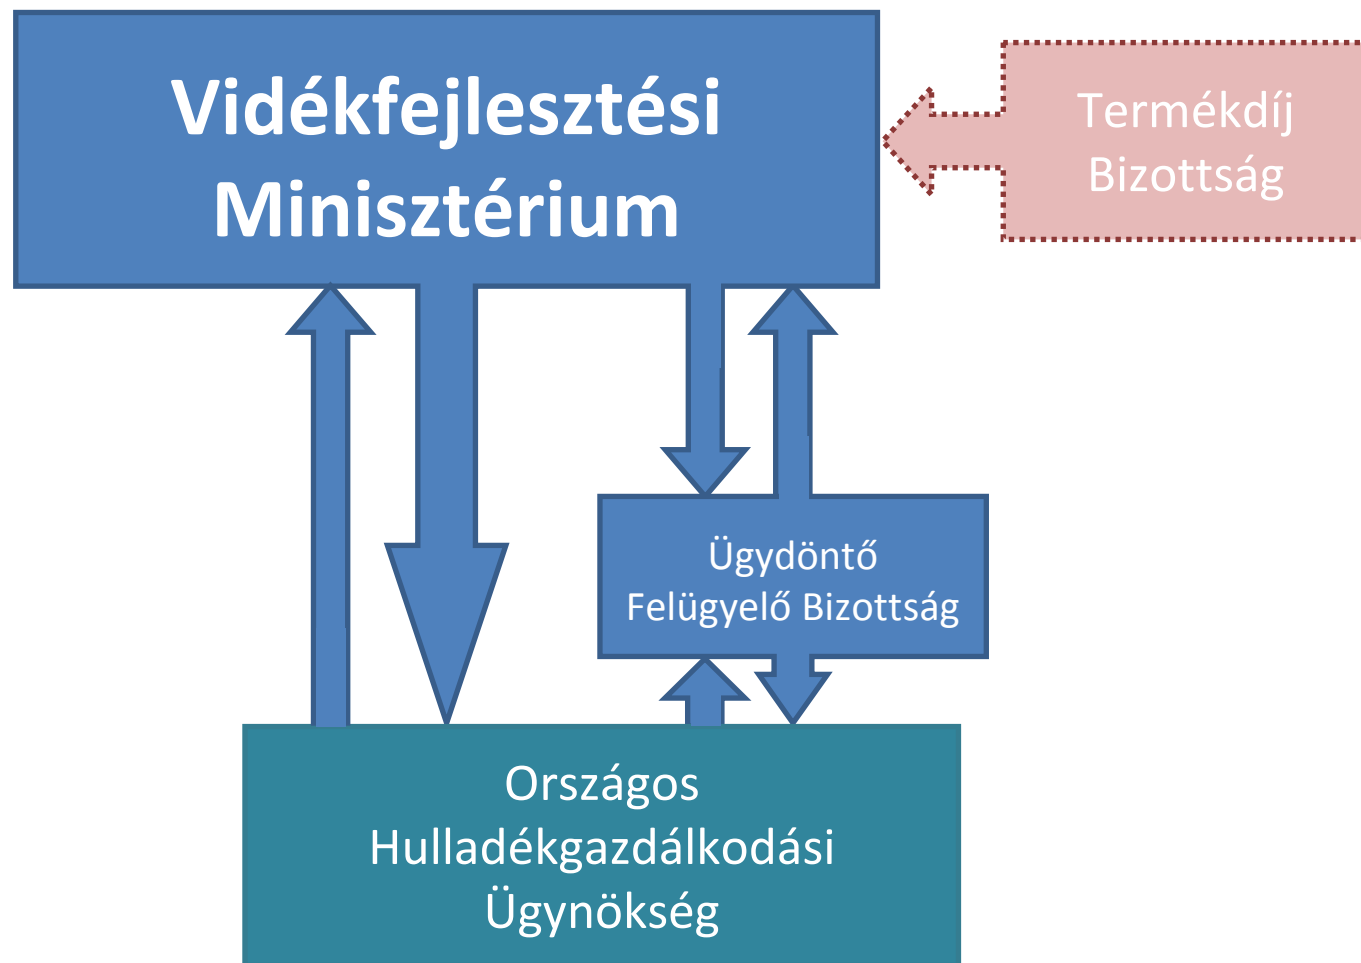 Vidékfejlesztési
Minisztérium
Termékdíj
Bizottság
Ügydöntő
Felügyelő Bizottság
Országos
Hulladékgazdálkodási
Ügynökség